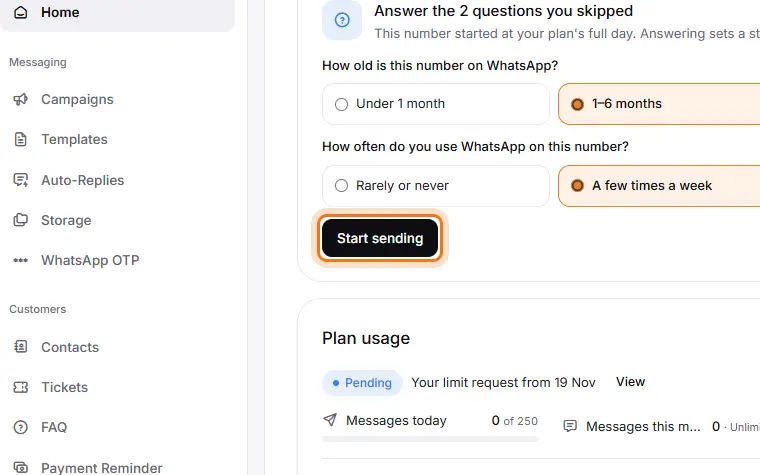 Home
Messaging
Campaigns
Templates
Auto-Replies
Storage
WhatsApp OTP
Customers
Contacts
Tickets
FAQ
Payment Reminder
Answer the 2 questions you skipped
This number started at your plan's full day. Answering sets a
How old is this number on WhatsApp?
Under 1 month
1–6 months
How often do you use WhatsApp on this number?
Rarely or never
A few times a week
Start sending
Plan usage
Pending
Your limit request from 19 Nov
View
Messages today
0 of 250
Messages this m...
0 ·